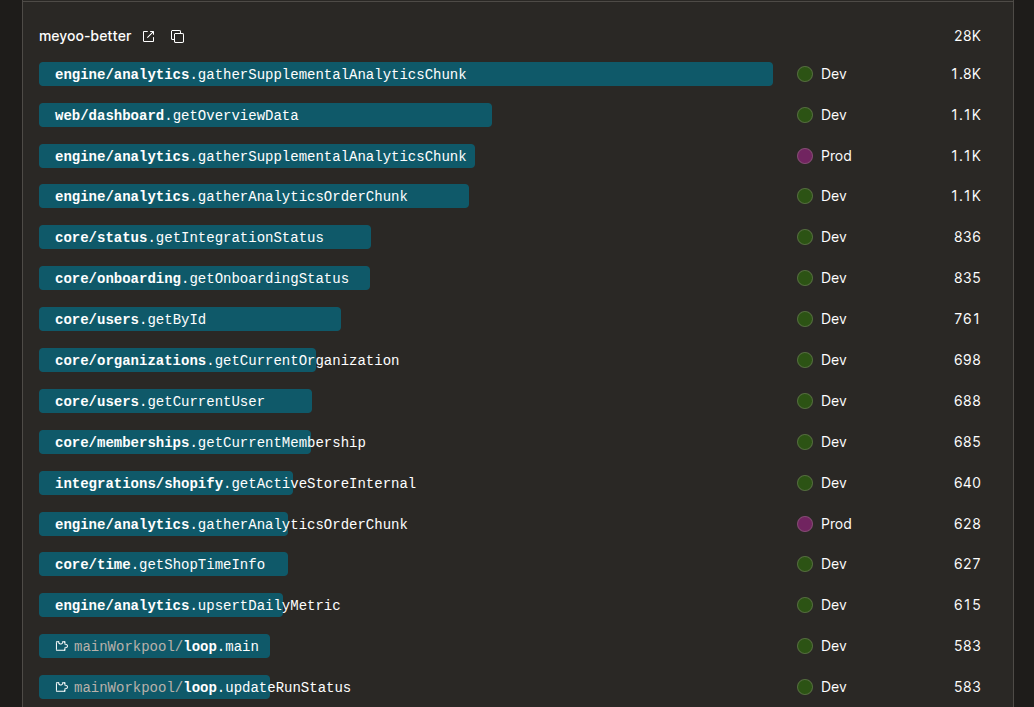 meyoo-better 28K
engine/analytics.gatherSupplementalAnalyticsChunk Dev 1.8K
web/dashboard.getOverviewData Dev 1.1K
engine/analytics.gatherSupplementalAnalyticsChunk Prod 1.1K
engine/analytics.gatherAnalyticsOrderChunk Dev 1.1K
core/status.getIntegrationStatus Dev 836
core/onboarding.getOnboardingStatus Dev 835
core/users.getById Dev 761
core/organizations.getCurrentOrganization Dev 698
core/users.getCurrentUser Dev 688
core/memberships.getCurrentMembership Dev 685
integrations/shopify.getActiveStoreInternal Dev 640
engine/analytics.gatherAnalyticsOrderChunk Prod 628
core/time.getShopTimeInfo Dev 627
engine/analytics.upsertDailyMetric Dev 615
mainWorkpool/loop.main Dev 583
mainWorkpool/loop.updateRunStatus Dev 583